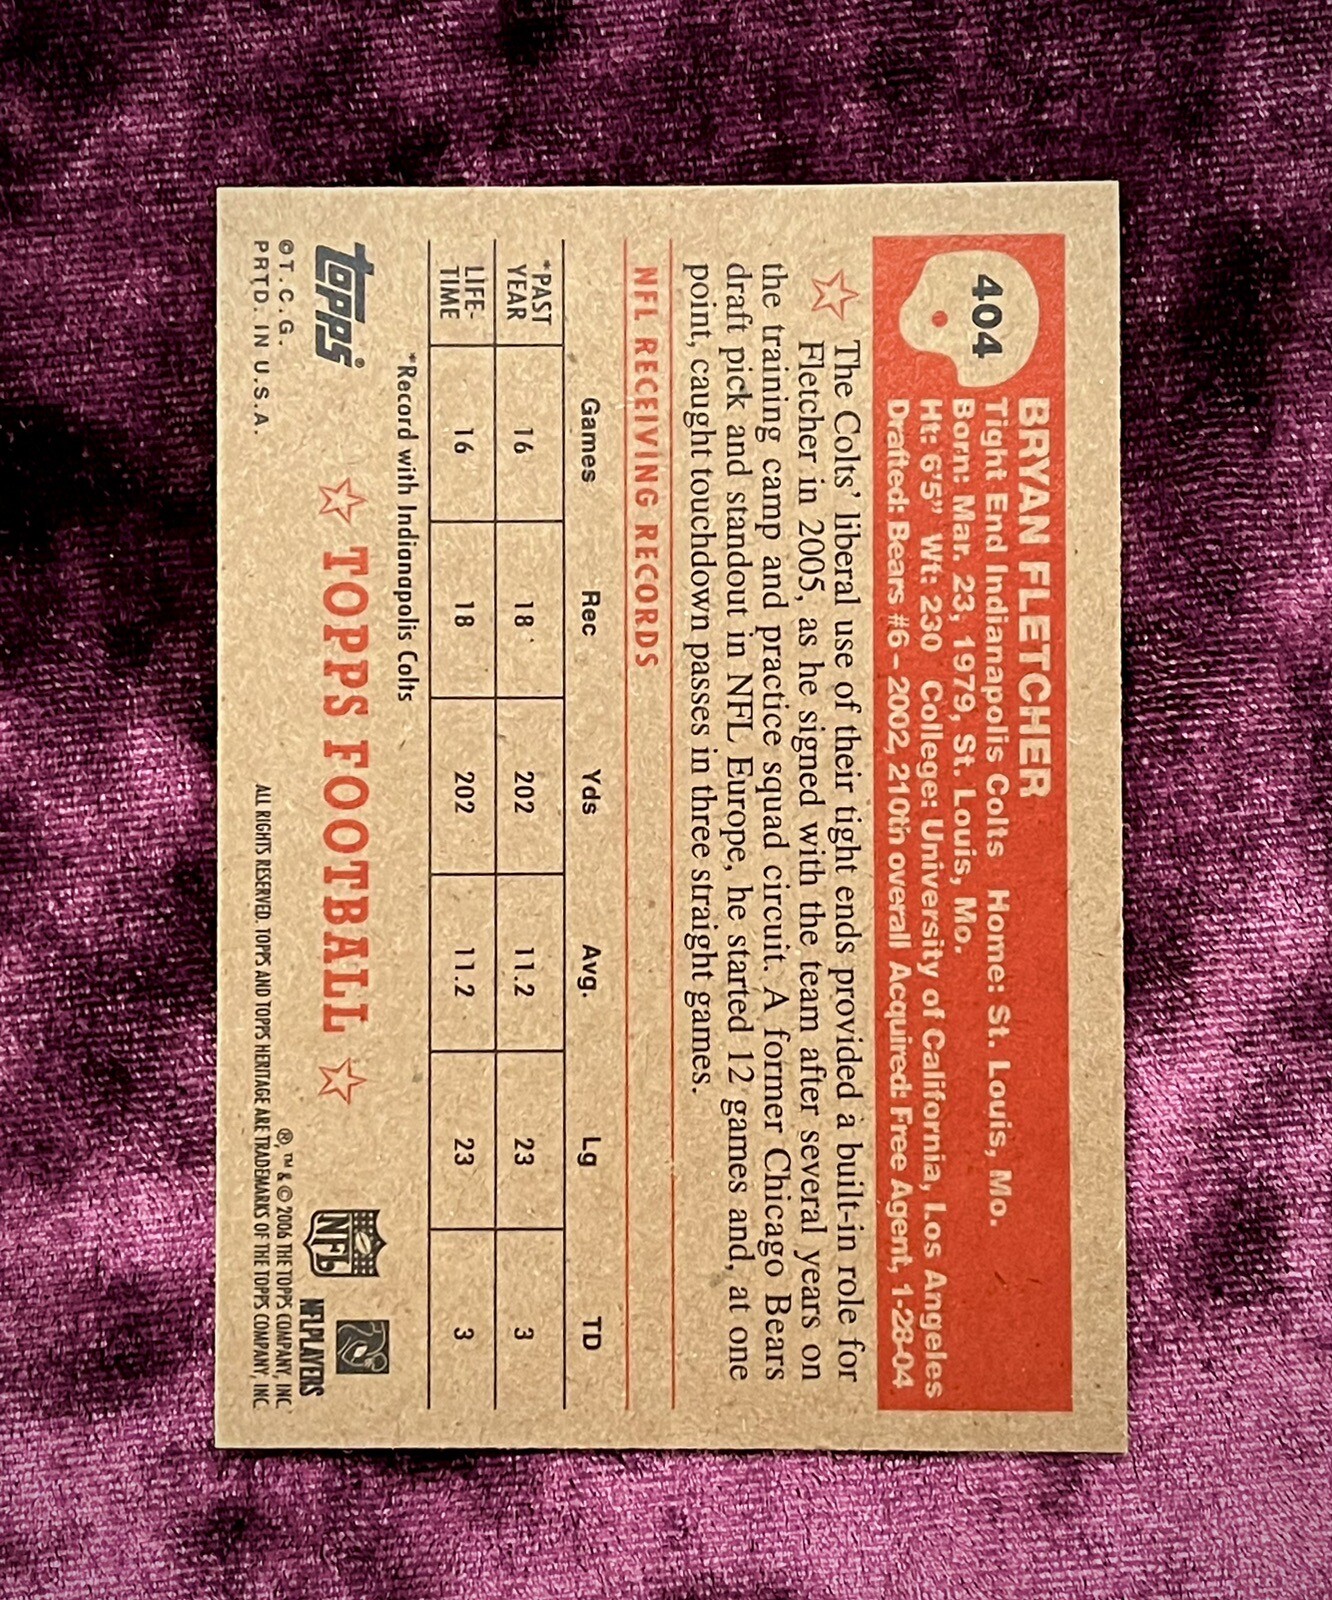 404
BRYAN FLETCHER
Tight End Indianapolis Colts Home: St. Louis, Mo.
Born: Mar. 23, 1979, St. Louis, Mo.
Ht: 6'5" Wt: 230 College: University of California, Los Angeles
Drafted: Bears #6 - 2002, 210th overall Acquired: Free Agent, 1-28-04
The Colts' liberal use of their tight ends provided a built-in role for
Fletcher in 2005, as he signed with the team after several years on
the training camp and practice squad circuit. A former Chicago Bears
draft pick and standout in NFL Europe, he started 12 games and, at one
point, caught touchdown passes in three straight games.
NFL RECEIVING RECORDS
Games Rec Yds Avg. Lg TD
*PAST YEAR 16 18 202 11.2 23 3
LIFE-TIME 16 18 202 11.2 23 3
*Record with Indianapolis Colts
topps®
TOPPS FOOTBALL
NFL
NFLPLAYERS
©T.C.G.
PRTD. IN U.S.A.
®, ™ & © 2006 THE TOPPS COMPANY, INC.
ALL RIGHTS RESERVED. TOPPS AND TOPPS HERITAGE ARE TRADEMARKS OF THE TOPPS COMPANY, INC.